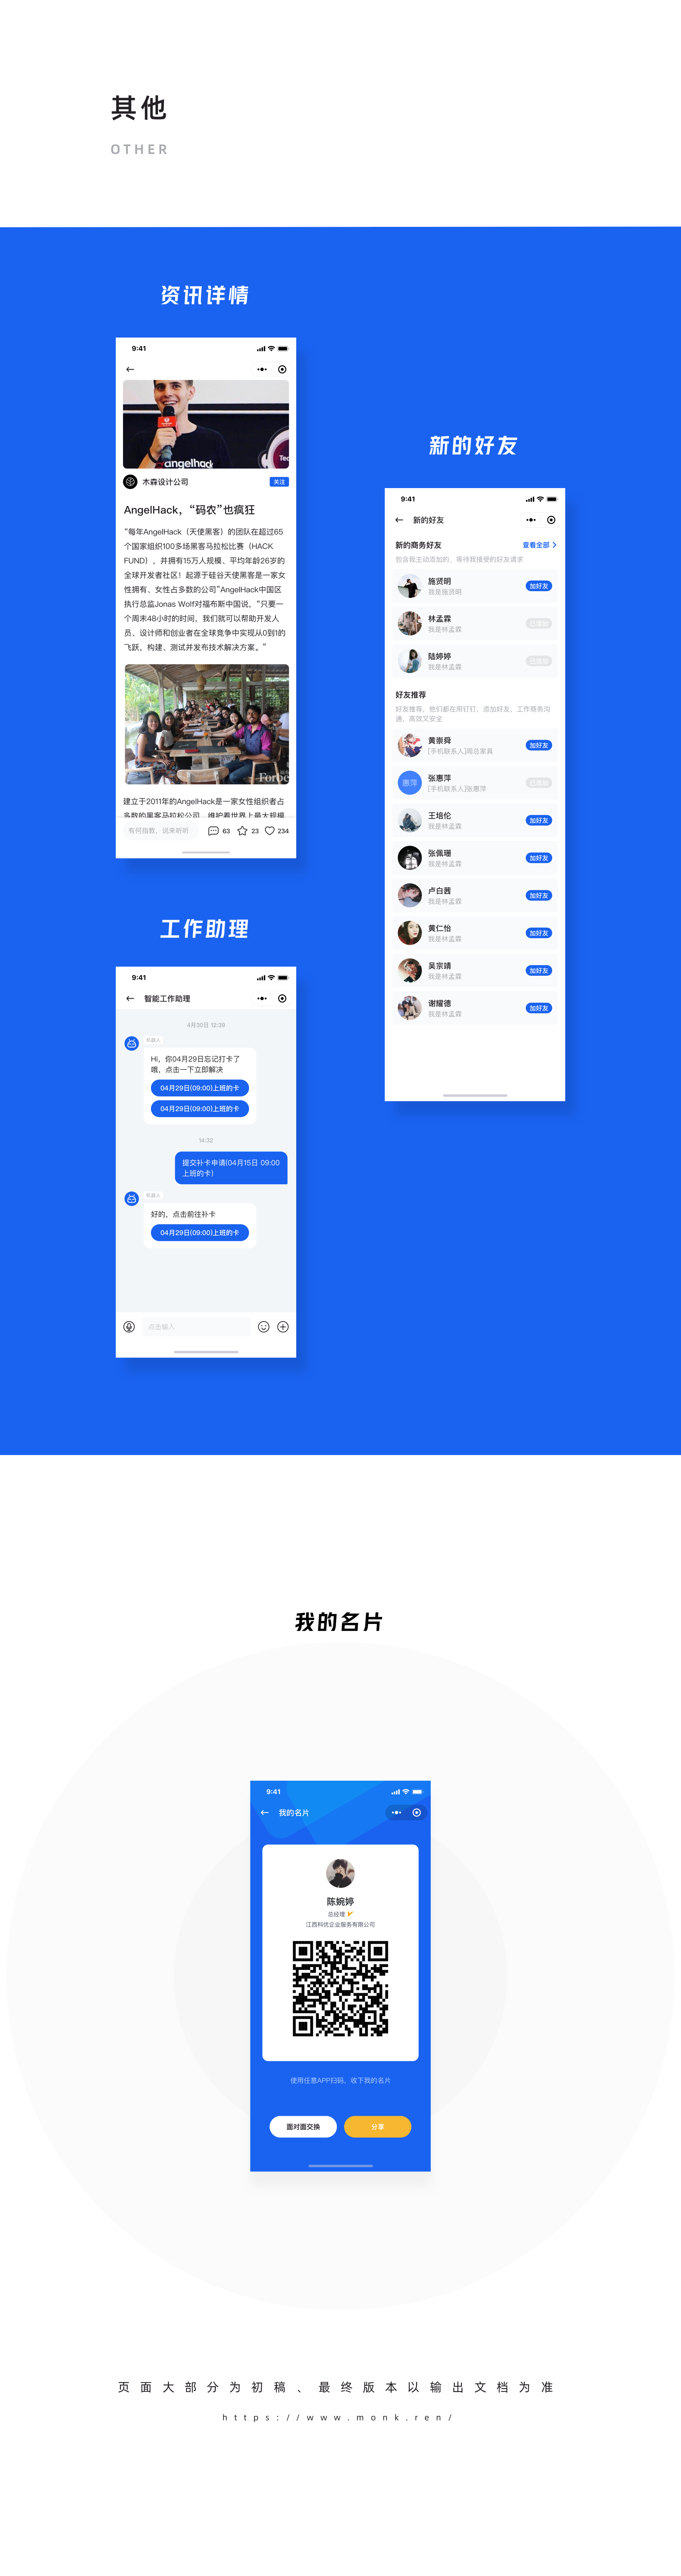 其他
OTHER
资讯详情
9:41
angelhack
Tec
木森设计公司
关注
AngelHack，“码农”也疯狂
“每年AngelHack（天使黑客）的团队在超过65
个国家组织100多场黑客马拉松比赛（HACK
FUND），并拥有15万人规模、平均年龄26岁的
全球开发者社区！起源于硅谷天使黑客是一家女
性拥有、女性占多数的公司”AngelHack中国区
执行总监Jonas Wolf对福布斯中国说，“只要一
个周末48小时的时间，我们就可以帮助开发人
员、设计师和创业者在全球竞争中实现从0到1的
飞跃，构建、测试并发布技术解决方案。”
Forbe
建立于2011年的AngelHack是一家女性组织者占
多数的黑客马拉松公司，维护着世界上最大规模
有何指教，说来听听
63
23
234
新的好友
9:41
新的好友
新的商务好友
查看全部
包含我主动添加的、等待我接受的好友请求
施贤明
我是施贤明
加好友
林孟霖
我是林孟霖
已添加
陆婷婷
我是林孟霖
已添加
好友推荐
好友推荐，他们都在用钉钉，添加好友，工作商务沟
通，高效又安全
黄崇舜
[手机联系人]周总家具
加好友
惠萍
张惠萍
[手机联系人]张惠萍
已添加
王培伦
我是林孟霖
加好友
张佩珊
我是林孟霖
加好友
卢白茜
我是林孟霖
加好友
黄仁怡
我是林孟霖
加好友
吴宗靖
我是林孟霖
加好友
谢耀德
我是林孟霖
加好友
工作助理
9:41
智能工作助理
4月30日 12:39
机器人
Hi，你04月29日忘记打卡了
哦，点击一下立即解决
04月29日(09:00)上班的卡
04月29日(09:00)上班的卡
14:32
提交补卡申请(04月15日 09:00
上班的卡)
机器人
好的，点击前往补卡
04月29日(09:00)上班的卡
点击输入
我的名片
9:41
我的名片
陈婉婷
总经理
江西科优企业服务有限公司
使用任意APP扫码，收下我的名片
面对面交换
分享
页面大部分为初稿、最终版本以输出文档为准
https://www.monk.ren/